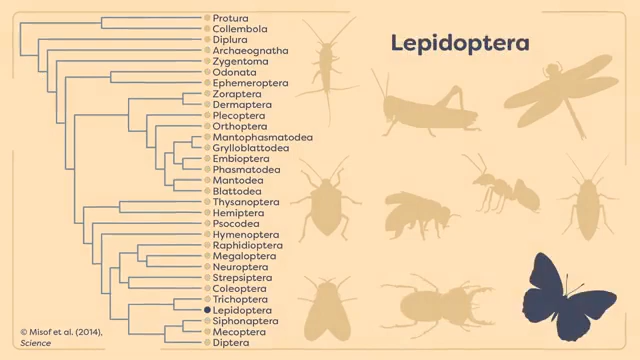 Lepidoptera
Protura
Collembola
Diplura
Archaeognatha
Zygentoma
Odonata
Ephemeroptera
Zoraptera
Dermaptera
Plecoptera
Orthoptera
Mantophasmatodea
Grylloblattodea
Embioptera
Phasmatodea
Mantodea
Blattodea
Thysanoptera
Hemiptera
Psocodea
Hymenoptera
Raphidioptera
Megaloptera
Neuroptera
Strepsiptera
Coleoptera
Trichoptera
Lepidoptera
Siphonaptera
Mecoptera
Diptera
© Misof et al. (2014),
Science